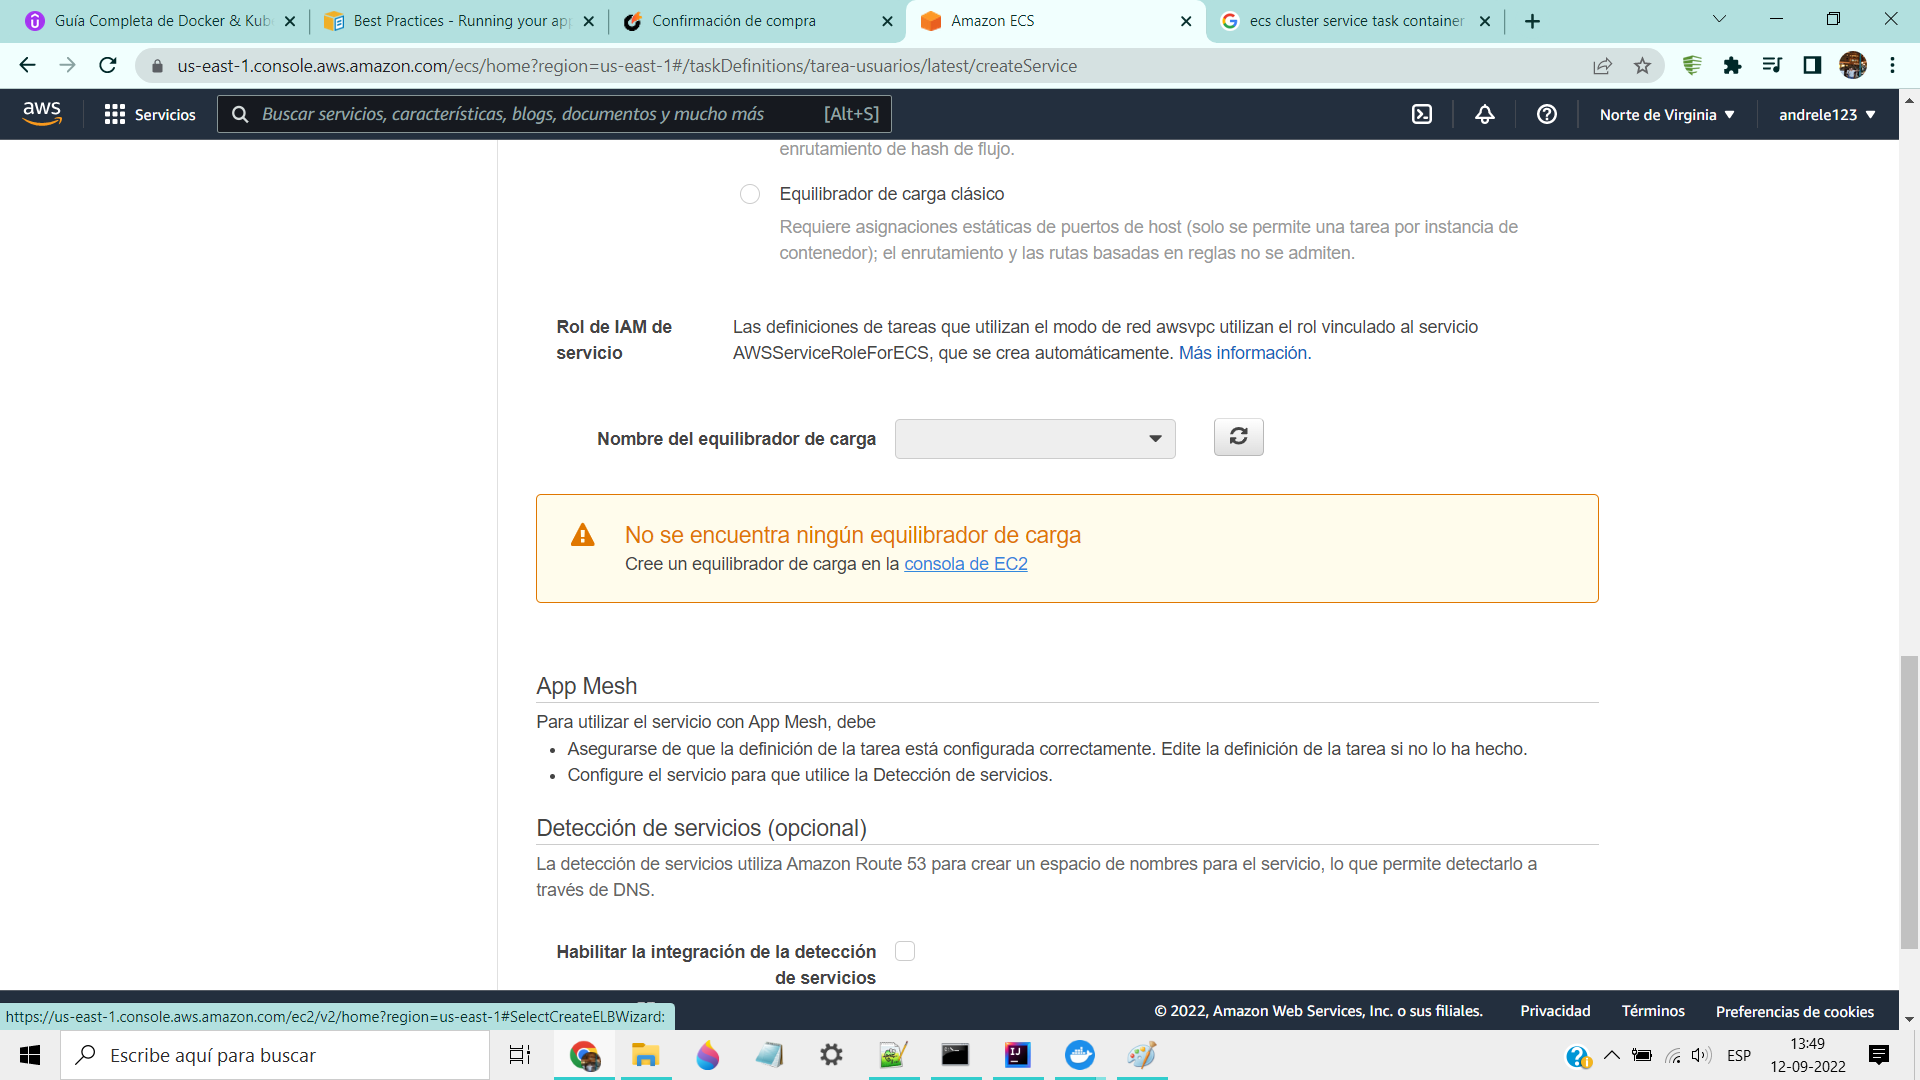 Guía Completa de Docker & Kub
Best Practices - Running your ap
Confirmación de compra
Amazon ECS
ecs cluster service task container
us-east-1.console.aws.amazon.com/ecs/home?region=us-east-1#/taskDefinitions/tarea-usuarios/latest/createService
aws
Servicios
Buscar servicios, características, blogs, documentos y mucho más
[Alt+S]
Norte de Virginia
andrele123
enrutamiento de hash de flujo.
Equilibrador de carga clásico
Requiere asignaciones estáticas de puertos de host (solo se permite una tarea por instancia de
contenedor); el enrutamiento y las rutas basadas en reglas no se admiten.
Rol de IAM de
servicio
Las definiciones de tareas que utilizan el modo de red awsvpc utilizan el rol vinculado al servicio
AWSServiceRoleForECS, que se crea automáticamente. Más información.
Nombre del equilibrador de carga
No se encuentra ningún equilibrador de carga
Cree un equilibrador de carga en la consola de EC2
App Mesh
Para utilizar el servicio con App Mesh, debe
• Asegurarse de que la definición de la tarea está configurada correctamente. Edite la definición de la tarea si no lo ha hecho.
• Configure el servicio para que utilice la Detección de servicios.
Detección de servicios (opcional)
La detección de servicios utiliza Amazon Route 53 para crear un espacio de nombres para el servicio, lo que permite detectarlo a
través de DNS.
Habilitar la integración de la detección
de servicios
https://us-east-1.console.aws.amazon.com/ec2/v2/home?region=us-east-1#SelectCreateELBWizard:
© 2022, Amazon Web Services, Inc. o sus filiales.
Privacidad
Términos
Preferencias de cookies
Escribe aquí para buscar
ESP
13:49
12-09-2022